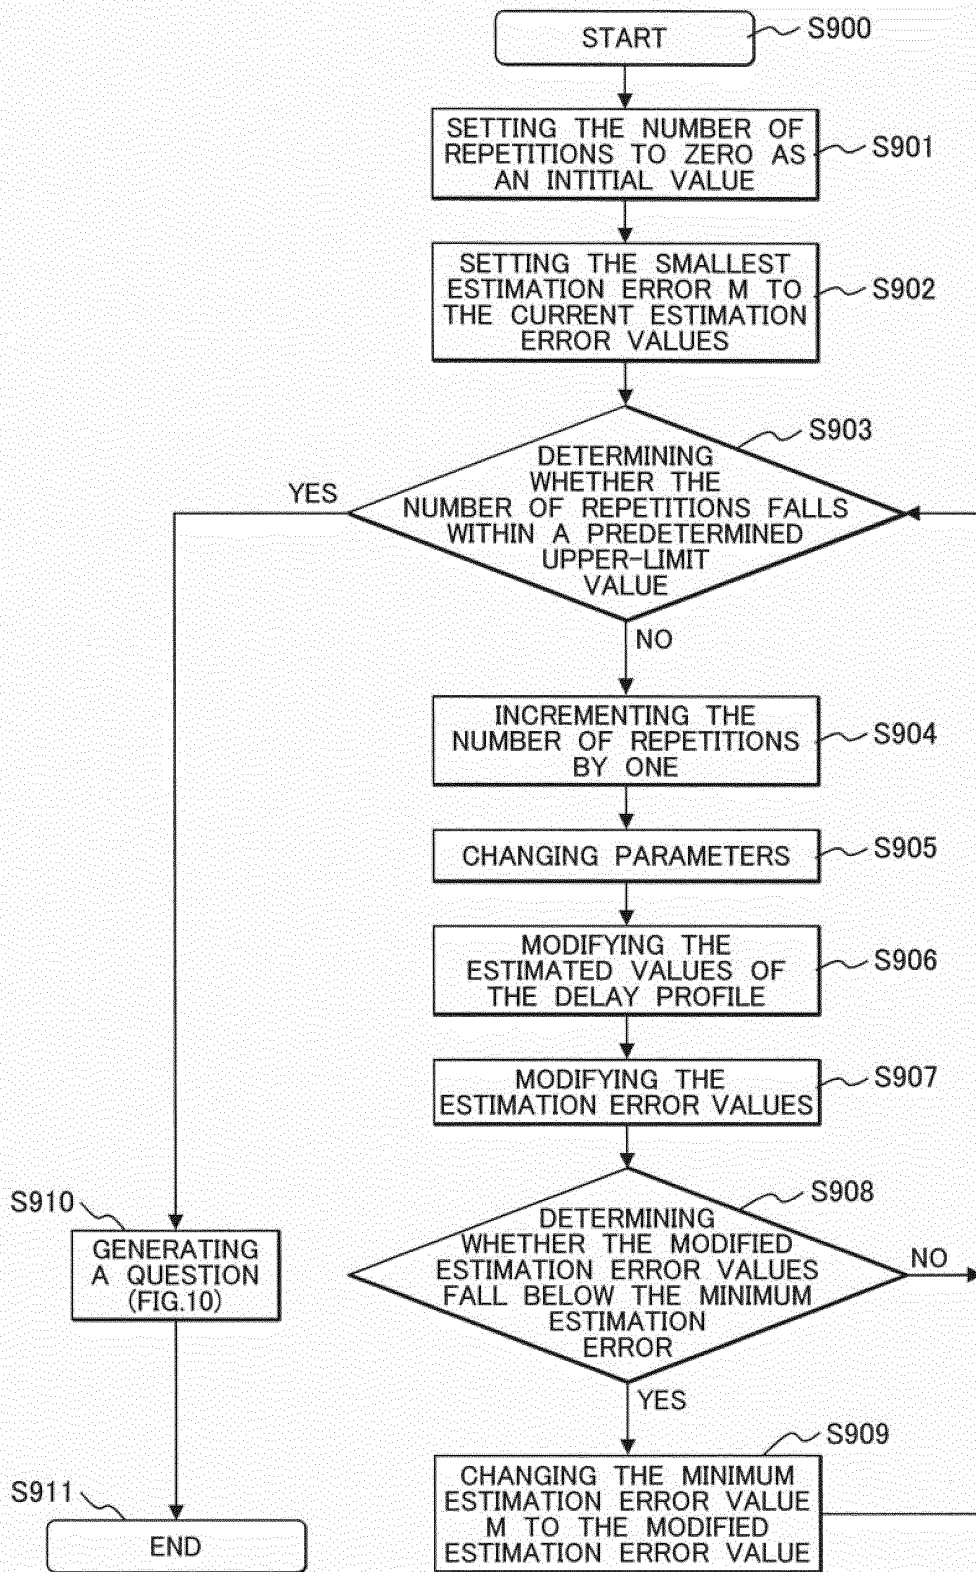 START
S900
SETTING THE NUMBER OF
REPETITIONS TO ZERO AS
AN INTITIAL VALUE
S901
SETTING THE SMALLEST
ESTIMATION ERROR M TO
THE CURRENT ESTIMATION
ERROR VALUES
S902
S903
DETERMINING
WHETHER THE
NUMBER OF REPETITIONS FALLS
WITHIN A PREDETERMINED
UPPER-LIMIT
VALUE
YES
NO
INCREMENTING THE
NUMBER OF REPETITIONS
BY ONE
S904
CHANGING PARAMETERS
S905
MODIFYING THE
ESTIMATED VALUES OF
THE DELAY PROFILE
S906
MODIFYING THE
ESTIMATION ERROR VALUES
S907
S908
DETERMINING
WHETHER THE MODIFIED
ESTIMATION ERROR VALUES
FALL BELOW THE MINIMUM
ESTIMATION
ERROR
NO
YES
S909
CHANGING THE MINIMUM
ESTIMATION ERROR VALUE
M TO THE MODIFIED
ESTIMATION ERROR VALUE
S910
GENERATING
A QUESTION
(FIG.10)
S911
END